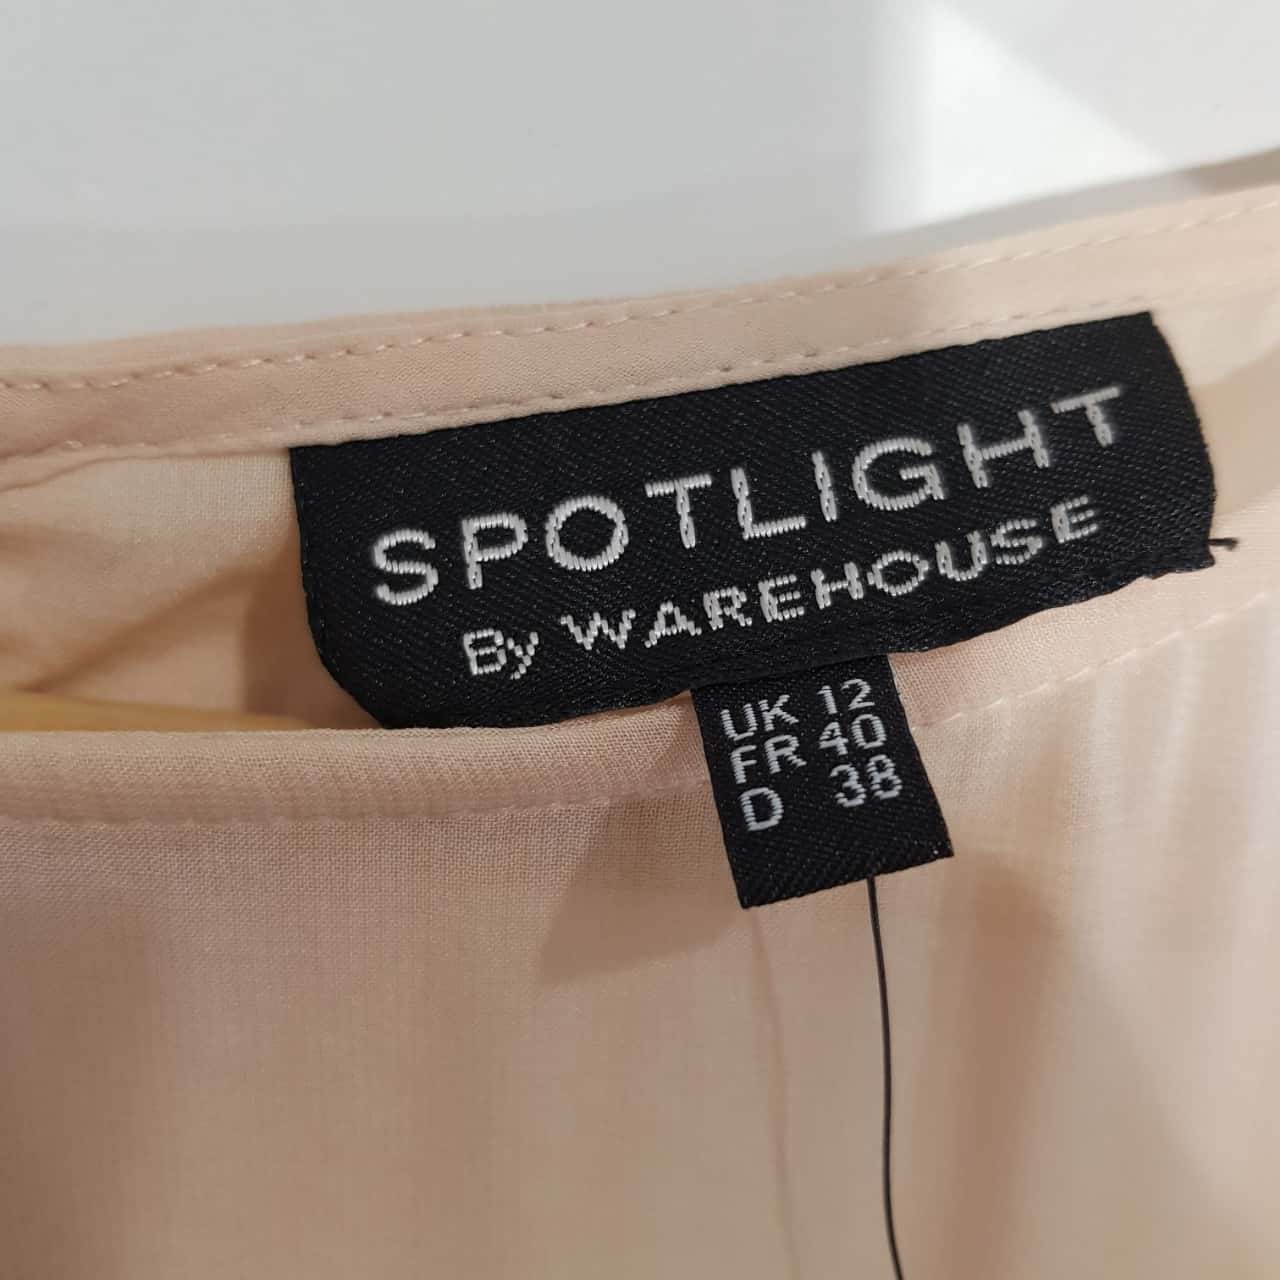 SPOTLIGHT
By WAREHOUSE
UK 12
FR 40
D 38